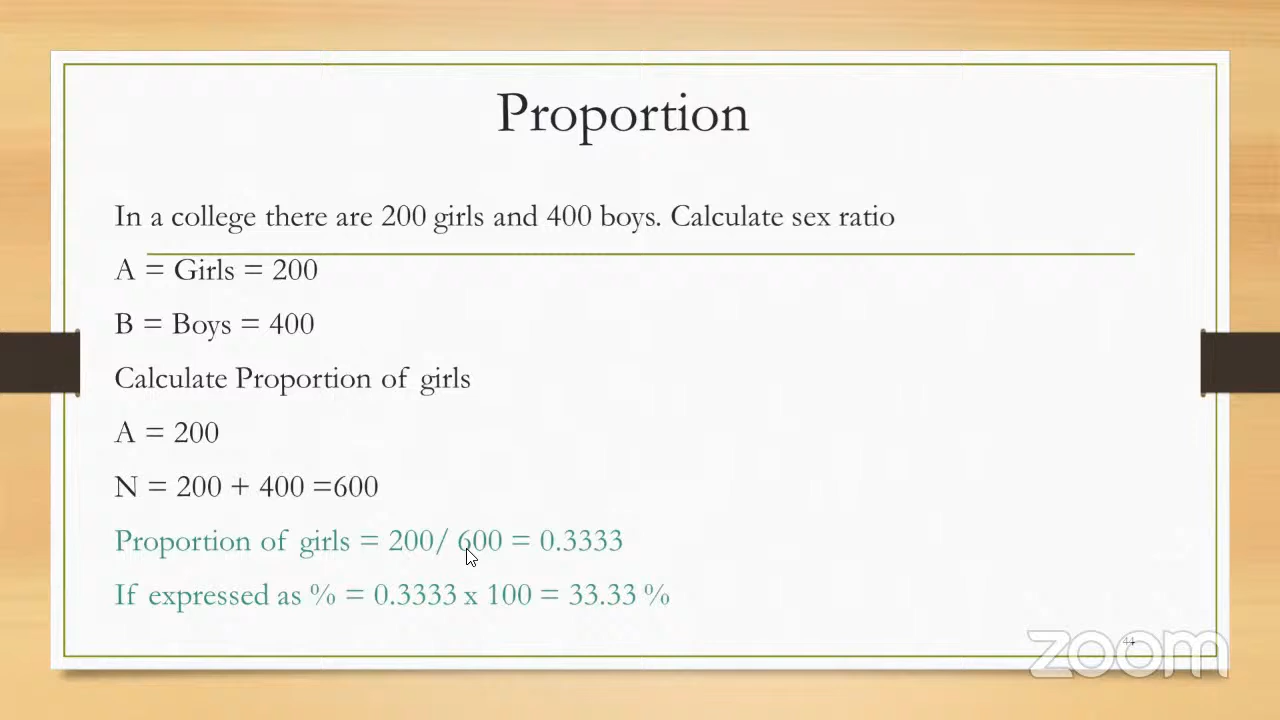 Proportion
In a college there are 200 girls and 400 boys. Calculate sex ratio
A = Girls = 200
B = Boys = 400
Calculate Proportion of girls
A = 200
N = 200 + 400 =600
Proportion of girls = 200/ 600 = 0.3333
If expressed as % = 0.3333 x 100 = 33.33 %
44
zoom